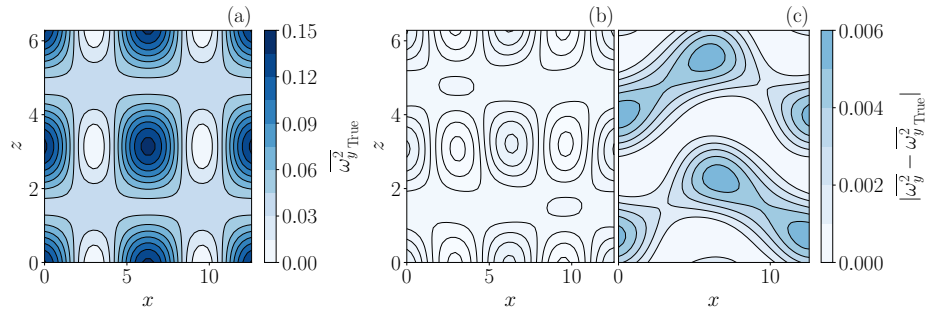 (a)
(b)
(c)
6
4
2
0
z
0
5
10
x
0.15
0.12
0.09
0.06
0.03
0.00
$\overline{\omega_y^2}_{\text{True}}$
6
4
2
0
z
0
5
10
x
0
10
x
0.006
0.004
0.002
0.000
$|\overline{\omega_y^2} - \overline{\omega_y^2}_{\text{True}}|$